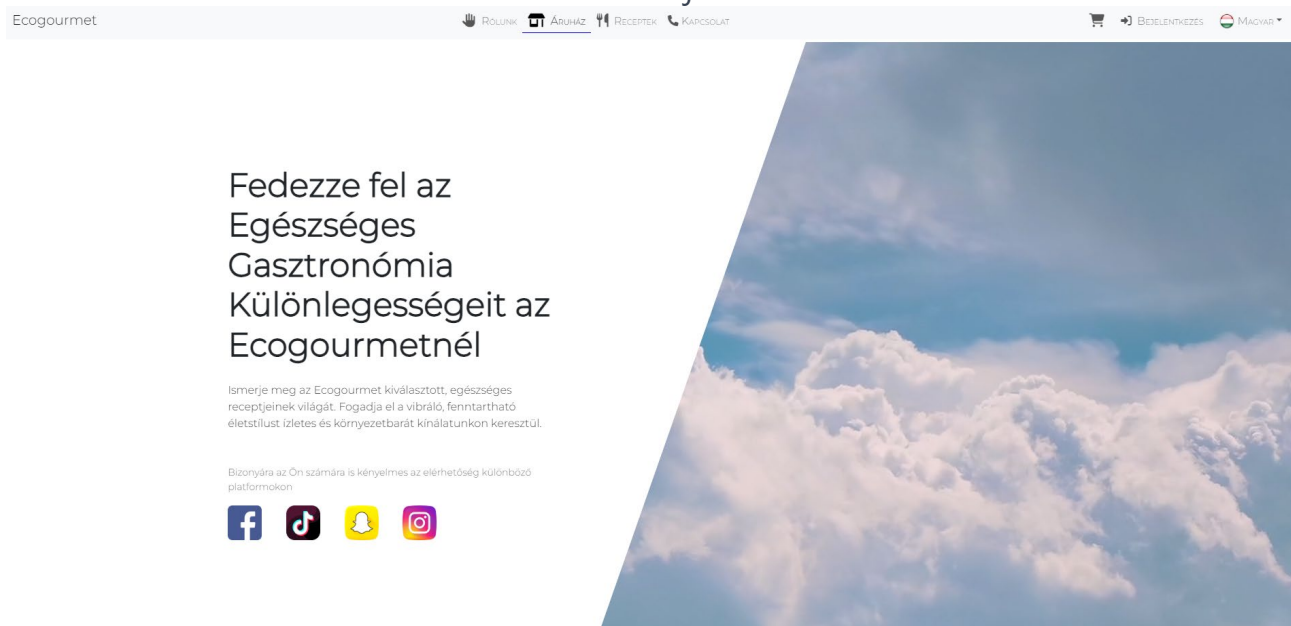 Ecogourmet
Rólunk Áruház Receptek Kapcsolat
Bejelentkezés Magyar
Fedezze fel az
Egészséges
Gasztronómia
Különlegességeit az
Ecogourmetnél
Ismerje meg az Ecogourmet kiválasztott, egészséges
receptjeinek világát. Fogadja el a vibráló, fenntartható
életstílust ízletes és környezetbarát kínálatunkon keresztül.
Bizonyára az Ön számára is kényelmes az elérhetőség különböző
platformokon